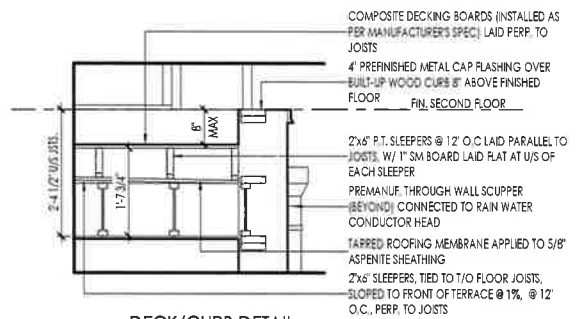 COMPOSITE DECKING BOARDS (INSTALLED AS
PER MANUFACTURER'S SPEC) LAID PERP. TO
JOISTS
4" PREFINISHED METAL CAP FLASHING OVER
BUILT-UP WOOD CURB 8" ABOVE FINISHED
FLOOR
FIN. SECOND FLOOR
8"
MAX
2'-4 1/2" U/S JSTS.
1'-7 3/4"
2"x6" P.T. SLEEPERS @ 12" O.C LAID PARALLEL TO
JOISTS, W/ 1" SM BOARD LAID FLAT AT U/S OF
EACH SLEEPER
PREMANUF. THROUGH WALL SCUPPER
(BEYOND) CONNECTED TO RAIN WATER
CONDUCTOR HEAD
TARRED ROOFING MEMBRANE APPLIED TO 5/8"
ASPENITE SHEATHING
2"x6" SLEEPERS, TIED TO T/O FLOOR JOISTS,
SLOPED TO FRONT OF TERRACE @ 1%, @ 12"
O.C., PERP. TO JOISTS
DECK/CURB DETAIL